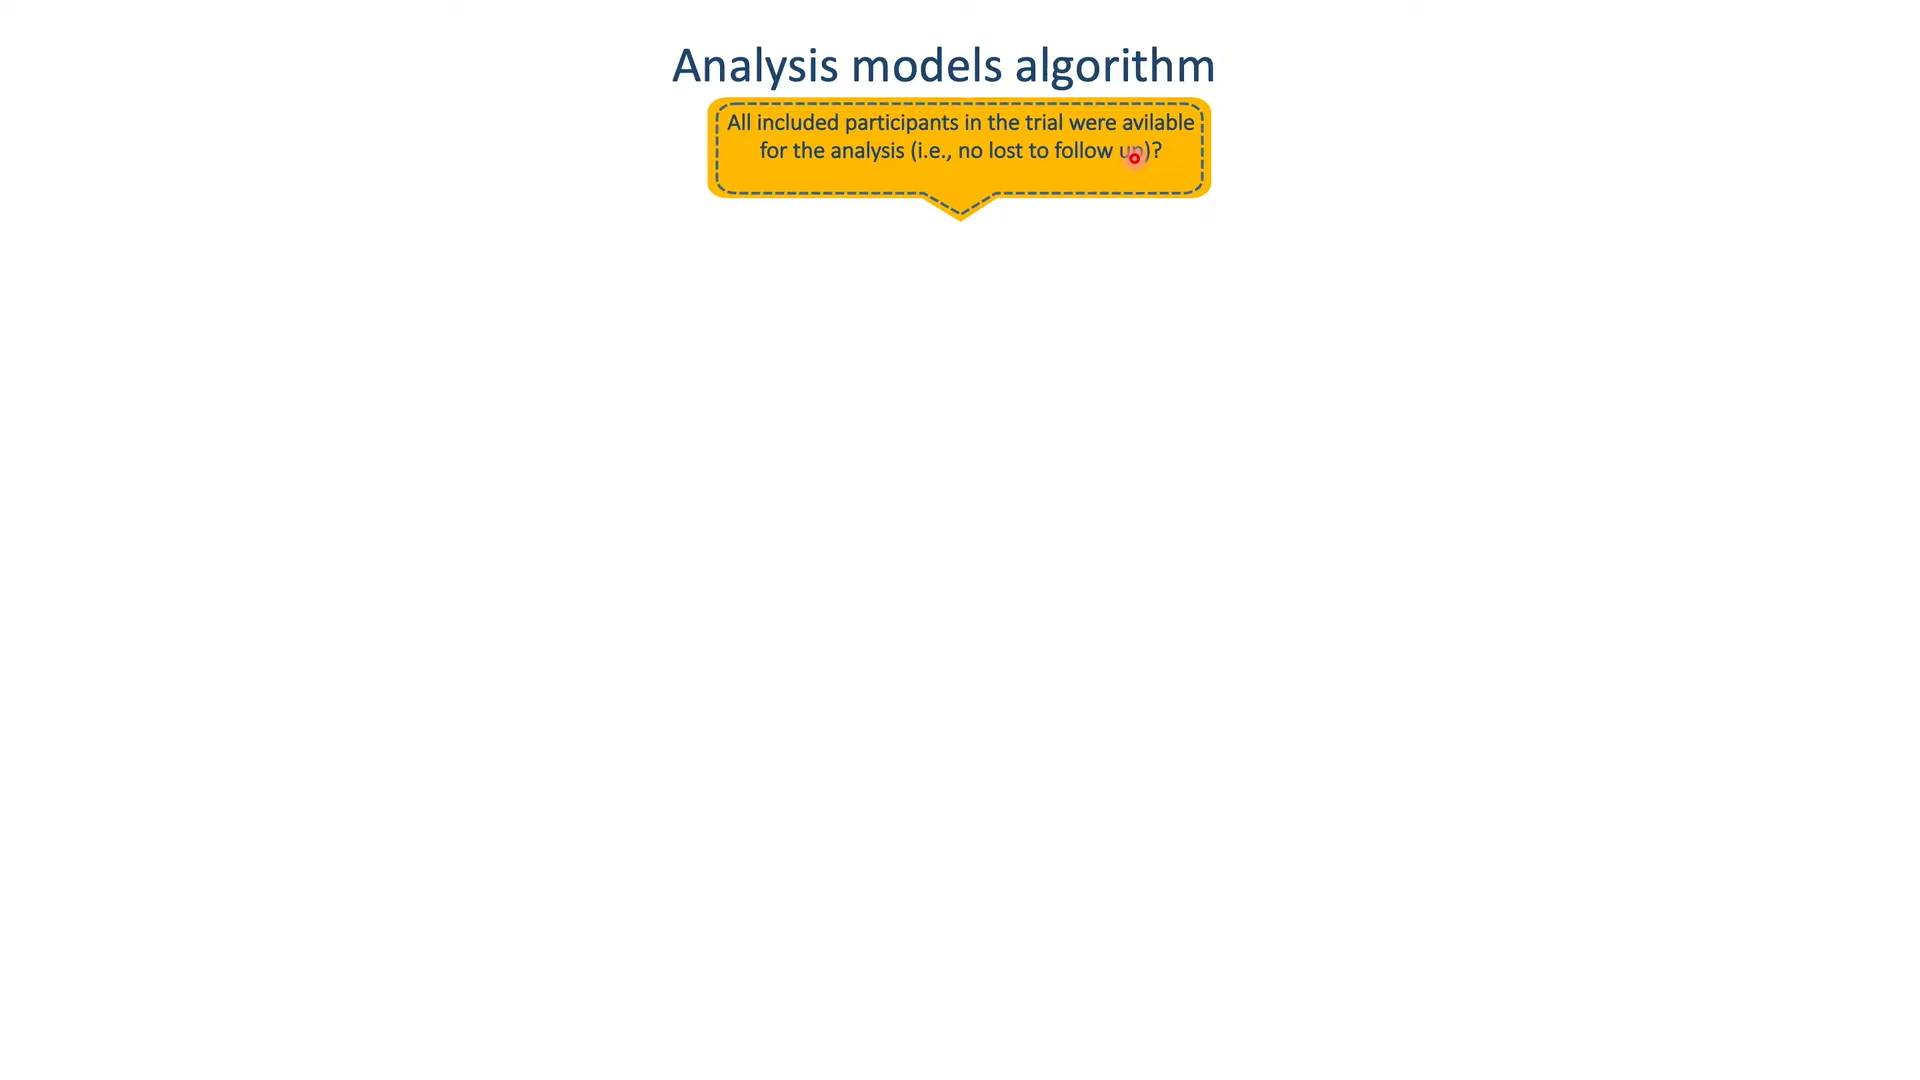 Analysis models algorithm
All included participants in the trial were avilable
for the analysis (i.e., no lost to follow up)?